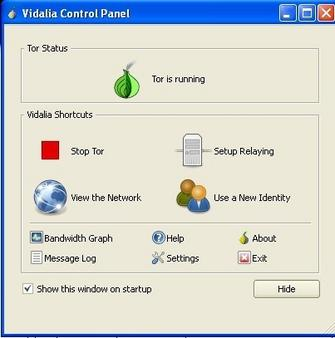 Vidalia Control Panel
Tor Status
Tor is running
Vidalia Shortcuts
Stop Tor
Setup Relaying
View the Network
Use a New Identity
Bandwidth Graph
Help
About
Message Log
Settings
Exit
Show this window on startup
Hide